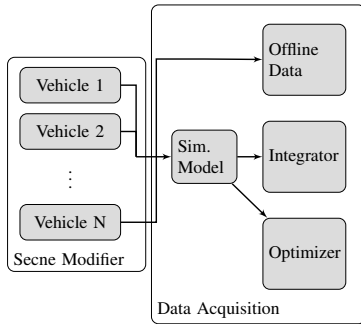 Vehicle 1
Vehicle 2
⋮
Vehicle N
Secne Modifier
Sim.
Model
Offline
Data
Integrator
Optimizer
Data Acquisition